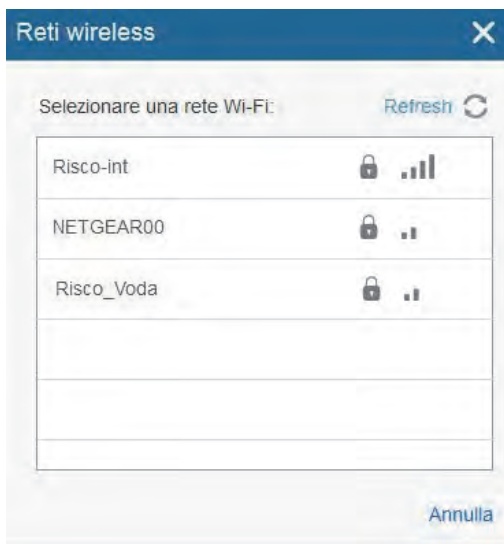 Reti wireless
Selezionare una rete Wi-Fi: Refresh
Risco-int
NETGEAR00
Risco_Voda
Annulla